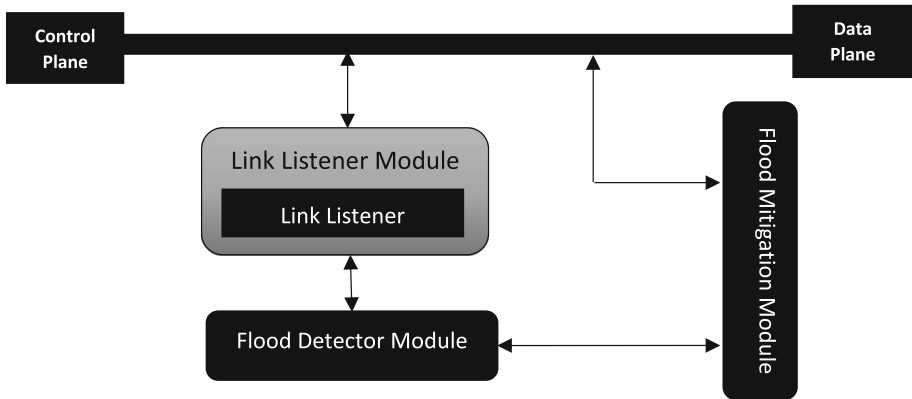 Control
Plane
Data
Plane
Link Listener Module
Link Listener
Flood Detector Module
Flood Mitigation Module